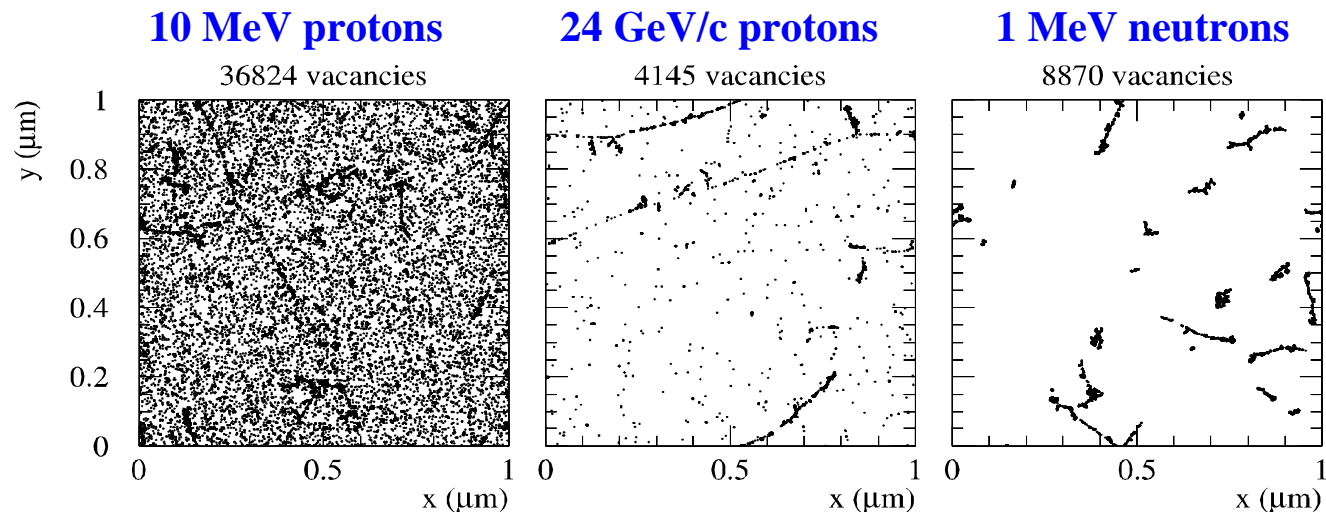 10 MeV protons 24 GeV/c protons 1 MeV neutrons
36824 vacancies 4145 vacancies 8870 vacancies
y (μm)
1
0.8
0.6
0.4
0.2
0
0 0.5 1 0 0.5 1 0 0.5 1
x (μm) x (μm) x (μm)